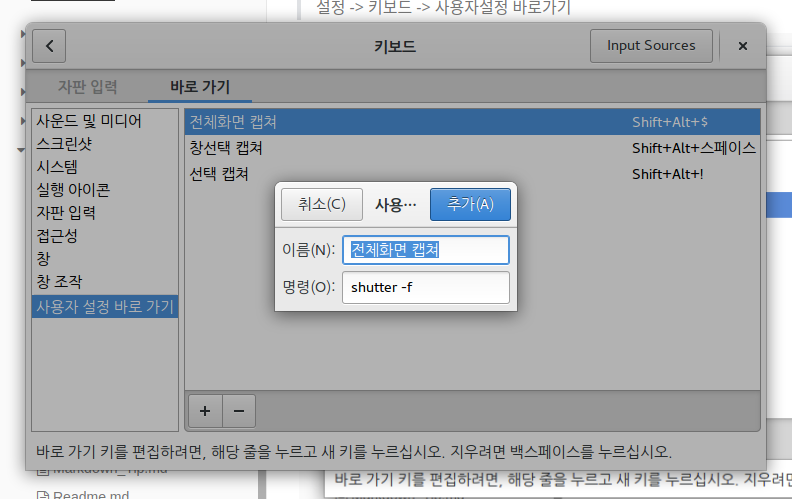 설정 -> 키보드 -> 사용자설정 바로가기
키보드
Input Sources
자판 입력
바로 가기
사운드 및 미디어
스크린샷
시스템
실행 아이콘
자판 입력
접근성
창
창 조작
사용자 설정 바로 가기
전체화면 캡쳐 Shift+Alt+$
창선택 캡쳐 Shift+Alt+스페이스
선택 캡쳐 Shift+Alt+!
취소(C) 사용… 추가(A)
이름(N): 전체화면 캡쳐
명령(O): shutter -f
바로 가기 키를 편집하려면, 해당 줄을 누르고 새 키를 누르십시오. 지우려면 백스페이스를 누르십시오.
Markdown_Tip.md
바로 가기 키를 편집하려면, 해당 줄을 누르고 새 키를 누르십시오. 지우려면
Readme.md